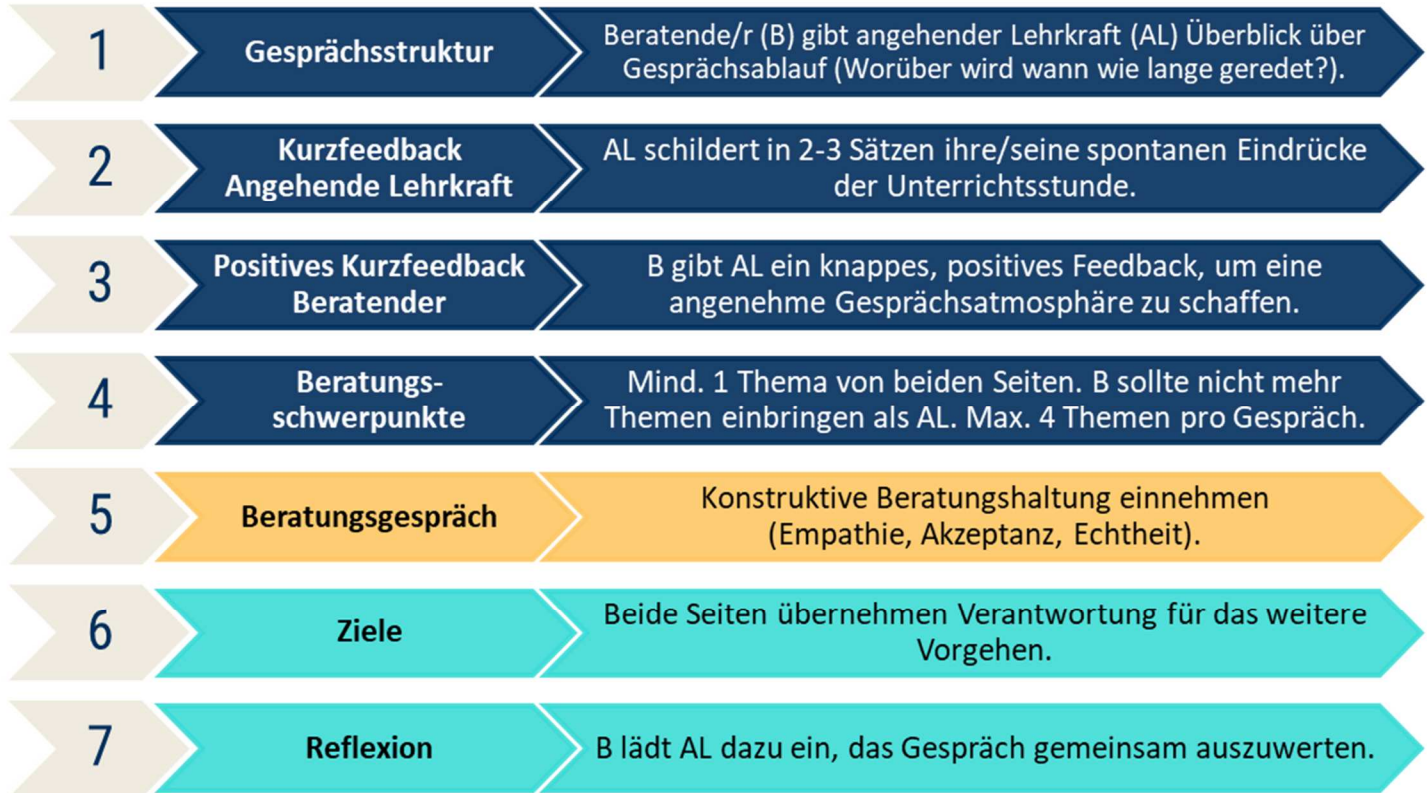 1
Gesprächsstruktur
Beratende/r (B) gibt angehender Lehrkraft (AL) Überblick über
Gesprächsablauf (Worüber wird wann wie lange geredet?).
2
Kurzfeedback
Angehende Lehrkraft
AL schildert in 2-3 Sätzen ihre/seine spontanen Eindrücke
der Unterrichtsstunde.
3
Positives Kurzfeedback
Beratender
B gibt AL ein knappes, positives Feedback, um eine
angenehme Gesprächsatmosphäre zu schaffen.
4
Beratungs-
schwerpunkte
Mind. 1 Thema von beiden Seiten. B sollte nicht mehr
Themen einbringen als AL. Max. 4 Themen pro Gespräch.
5
Beratungsgespräch
Konstruktive Beratungshaltung einnehmen
(Empathie, Akzeptanz, Echtheit).
6
Ziele
Beide Seiten übernehmen Verantwortung für das weitere
Vorgehen.
7
Reflexion
B lädt AL dazu ein, das Gespräch gemeinsam auszuwerten.